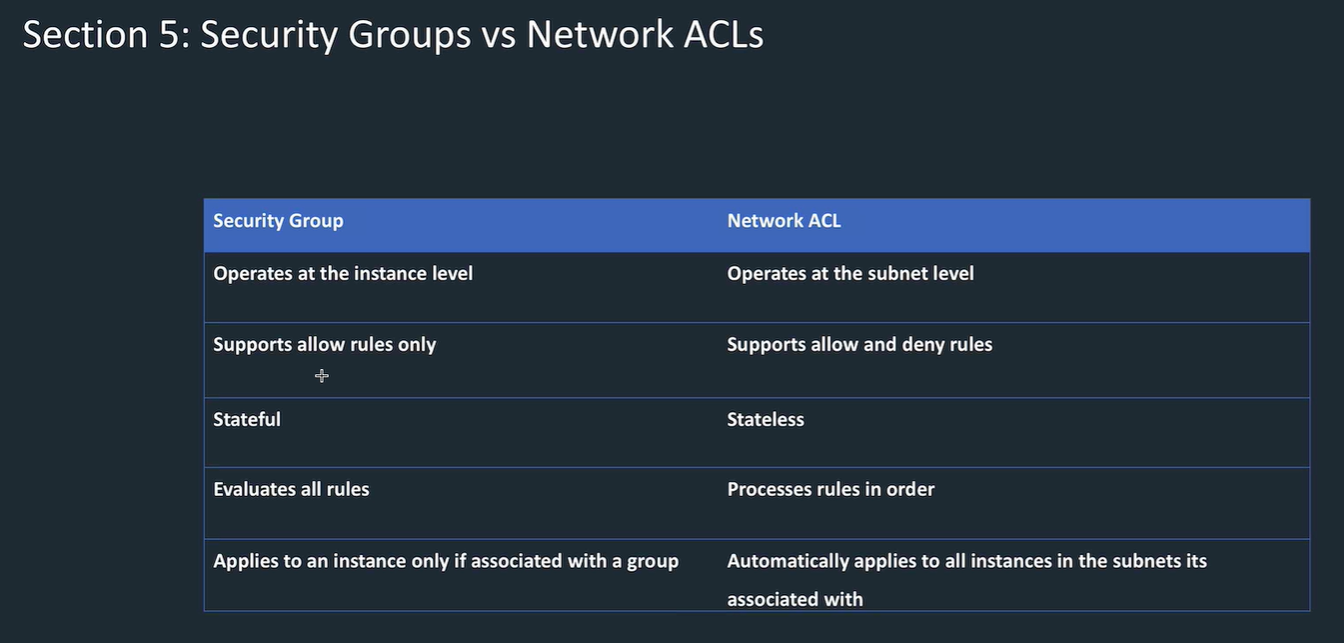 Section 5: Security Groups vs Network ACLs
Security Group
Network ACL
Operates at the instance level
Operates at the subnet level
Supports allow rules only
Supports allow and deny rules
Stateful
Stateless
Evaluates all rules
Processes rules in order
Applies to an instance only if associated with a group
Automatically applies to all instances in the subnets its
associated with